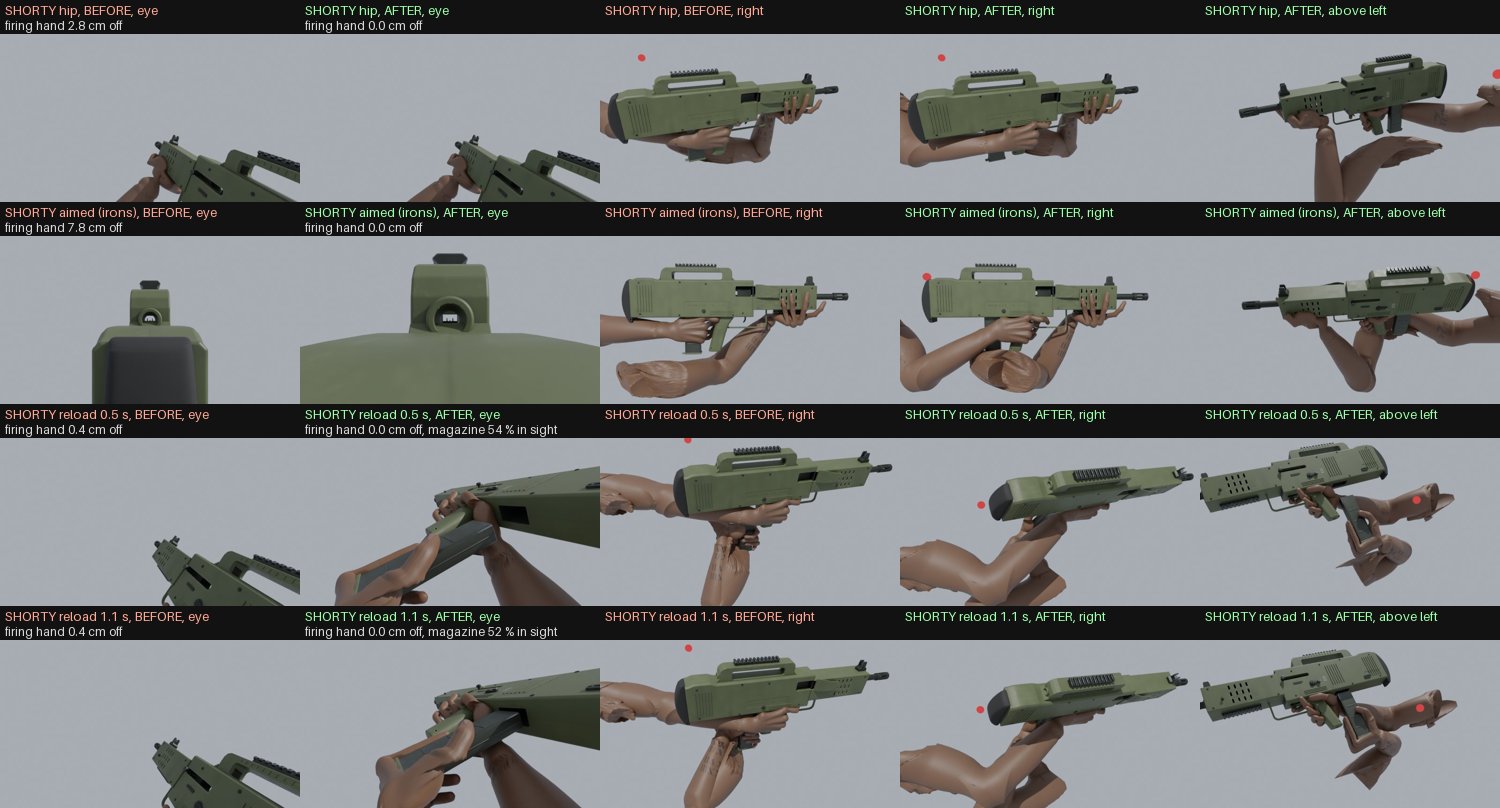 SHORTY hip, BEFORE, eye
firing hand 2.8 cm off
SHORTY hip, AFTER, eye
firing hand 0.0 cm off
SHORTY hip, BEFORE, right
SHORTY hip, AFTER, right
SHORTY hip, AFTER, above left
SHORTY aimed (irons), BEFORE, eye
firing hand 7.8 cm off
SHORTY aimed (irons), AFTER, eye
firing hand 0.0 cm off
SHORTY aimed (irons), BEFORE, right
SHORTY aimed (irons), AFTER, right
SHORTY aimed (irons), AFTER, above left
SHORTY reload 0.5 s, BEFORE, eye
firing hand 0.4 cm off
SHORTY reload 0.5 s, AFTER, eye
firing hand 0.0 cm off, magazine 54 % in sight
SHORTY reload 0.5 s, BEFORE, right
SHORTY reload 0.5 s, AFTER, right
SHORTY reload 0.5 s, AFTER, above left
SHORTY reload 1.1 s, BEFORE, eye
firing hand 0.4 cm off
SHORTY reload 1.1 s, AFTER, eye
firing hand 0.0 cm off, magazine 52 % in sight
SHORTY reload 1.1 s, BEFORE, right
SHORTY reload 1.1 s, AFTER, right
SHORTY reload 1.1 s, AFTER, above left